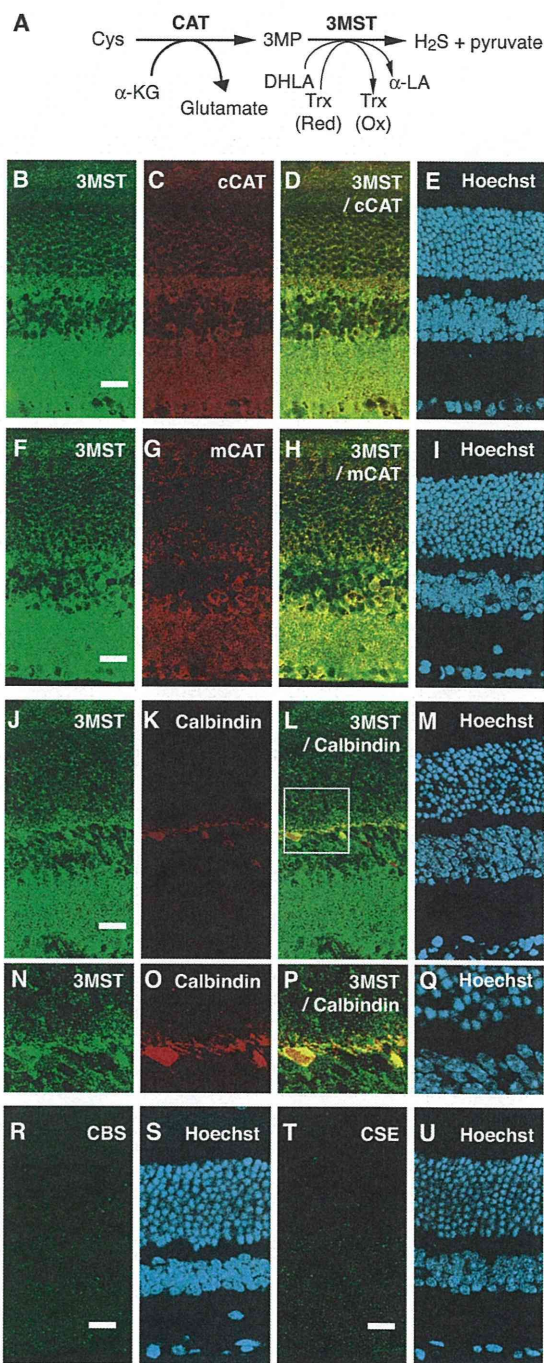 A
CAT 3MST
Cys 3MP H₂S + pyruvate
α-KG Glutamate DHLA Trx (Red) Trx (Ox) α-LA
B 3MST
C cCAT
D 3MST / cCAT
E Hoechst
F 3MST
G mCAT
H 3MST / mCAT
I Hoechst
J 3MST
K Calbindin
L 3MST / Calbindin
M Hoechst
N 3MST
O Calbindin
P 3MST / Calbindin
Q Hoechst
R CBS
S Hoechst
T CSE
U Hoechst